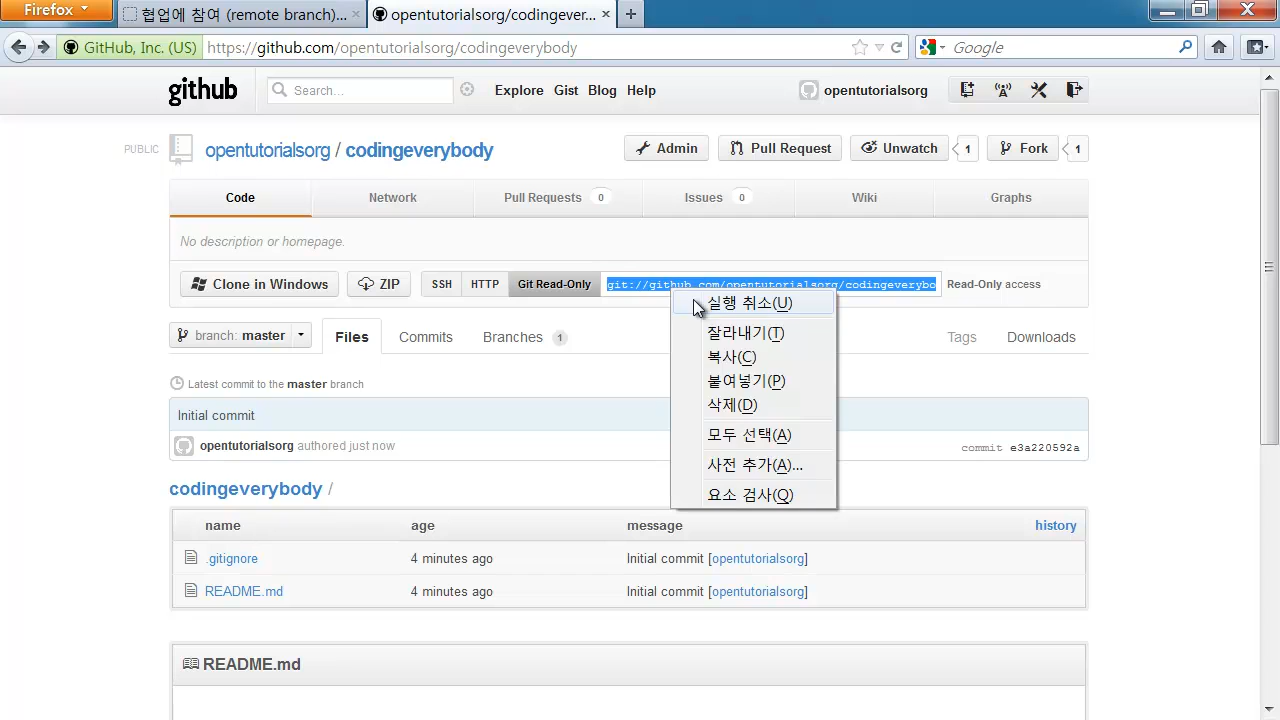 Firefox
협업에 참여 (remote branch)...
opentutorialsorg/codingever...
GitHub, Inc. (US)
https://github.com/opentutorialsorg/codingeverybody
Google
github
Search...
Explore Gist Blog Help
opentutorialsorg
PUBLIC
opentutorialsorg / codingeverybody
Admin
Pull Request
Unwatch
1
Fork
1
Code
Network
Pull Requests 0
Issues 0
Wiki
Graphs
No description or homepage.
Clone in Windows
ZIP
SSH
HTTP
Git Read-Only
git://github.com/opentutorialsorg/codingeverybo
Read-Only access
실행 취소(U)
잘라내기(T)
복사(C)
붙여넣기(P)
삭제(D)
모두 선택(A)
사전 추가(A)...
요소 검사(Q)
branch: master
Files
Commits
Branches 1
Tags
Downloads
Latest commit to the master branch
Initial commit
opentutorialsorg authored just now
commit e3a220592a
codingeverybody /
name age message history
.gitignore 4 minutes ago Initial commit [opentutorialsorg]
README.md 4 minutes ago Initial commit [opentutorialsorg]
README.md